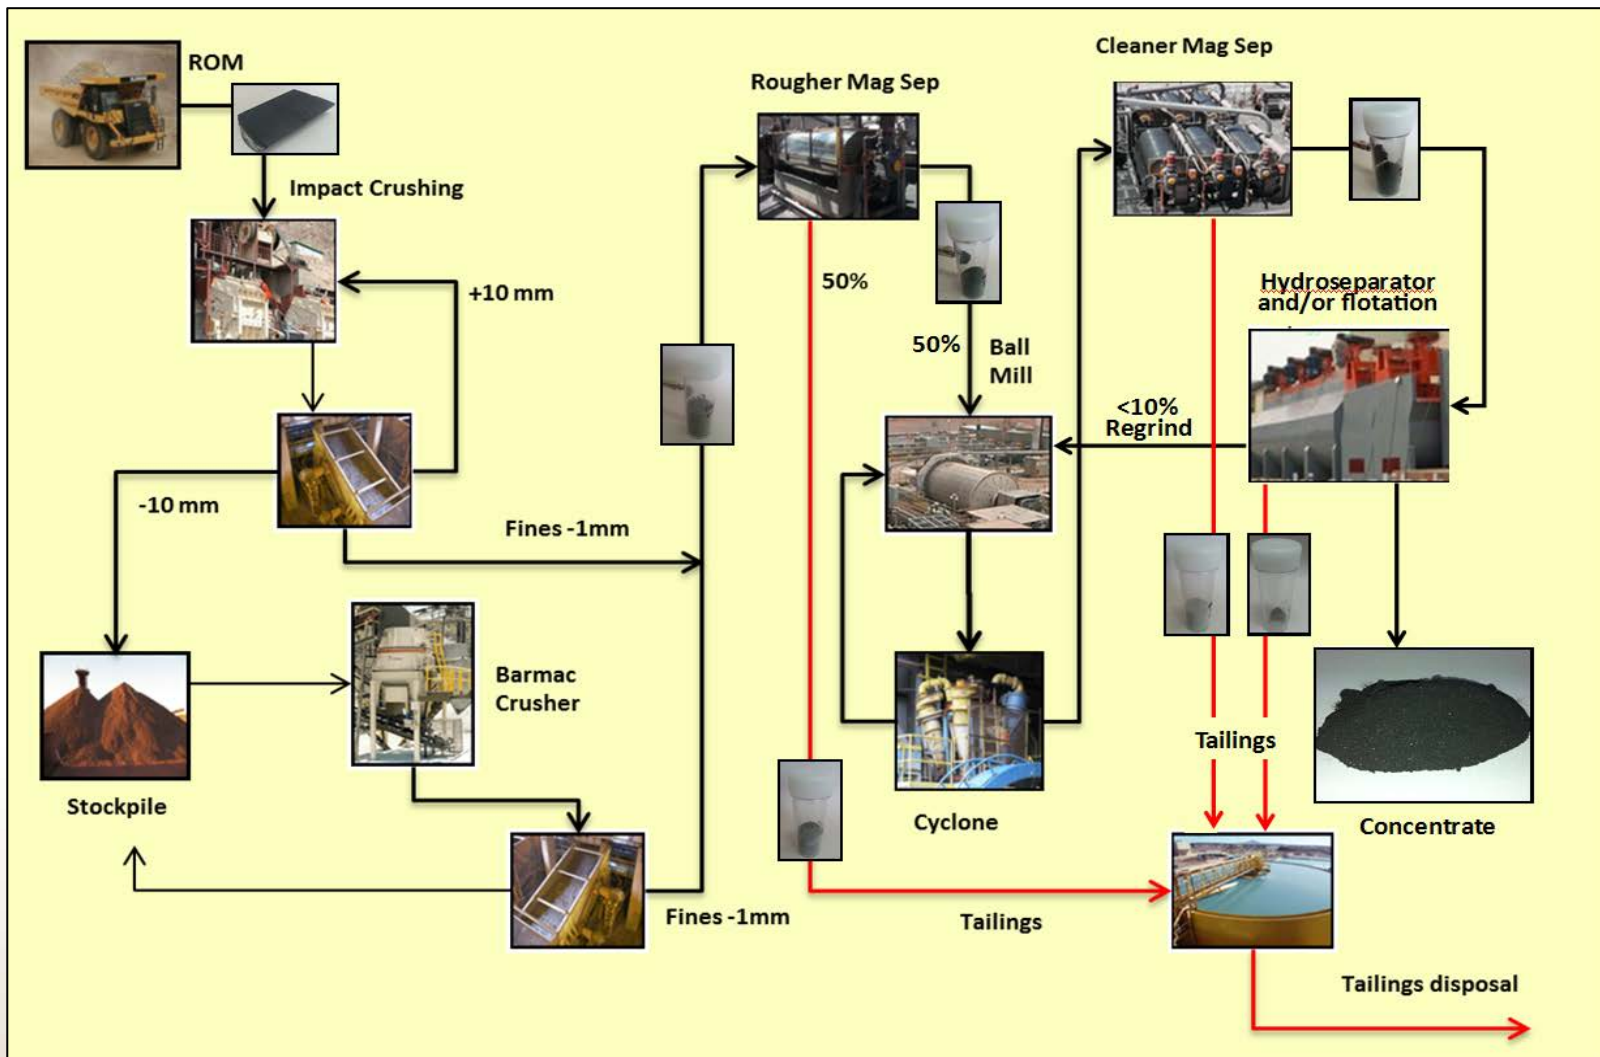 ROM
Impact Crushing
+10 mm
-10 mm
Fines -1mm
Stockpile
Barmac
Crusher
Fines -1mm
Rougher Mag Sep
50%
50%
Ball
Mill
Cyclone
Tailings
Cleaner Mag Sep
Hydroseparator
and/or flotation
<10%
Regrind
Tailings
Concentrate
Tailings disposal